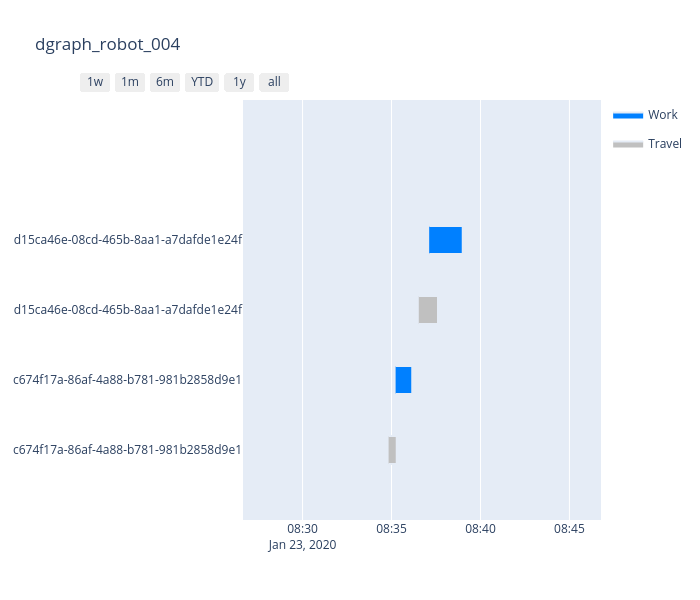 dgraph_robot_004
1w 1m 6m YTD 1y all
Work
Travel
d15ca46e-08cd-465b-8aa1-a7dafde1e24f
d15ca46e-08cd-465b-8aa1-a7dafde1e24f
c674f17a-86af-4a88-b781-981b2858d9e1
c674f17a-86af-4a88-b781-981b2858d9e1
08:30 08:35 08:40 08:45
Jan 23, 2020